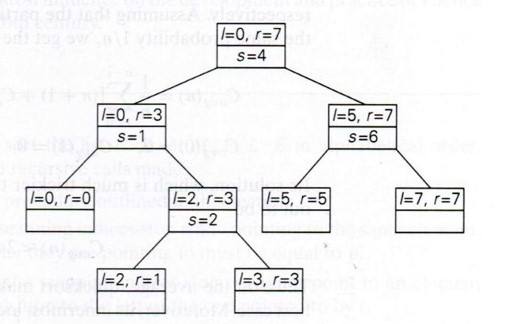 l=0, r=7
s=4
l=0, r=3
s=1
l=5, r=7
s=6
l=0, r=0
l=2, r=3
s=2
l=5, r=5
l=7, r=7
l=2, r=1
l=3, r=3